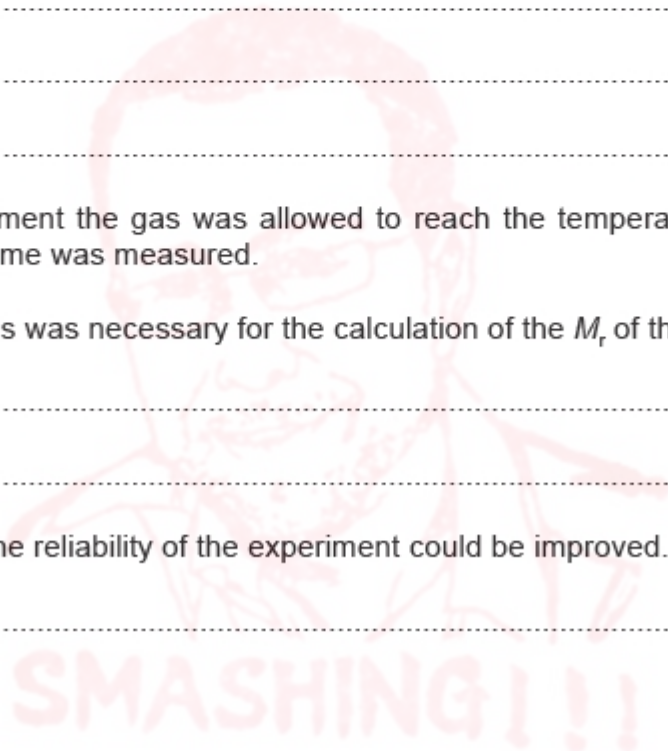 ment the gas was allowed to reach the tempera
me was measured.
s was necessary for the calculation of the Mr of th
he reliability of the experiment could be improved.
SMASHING!!!